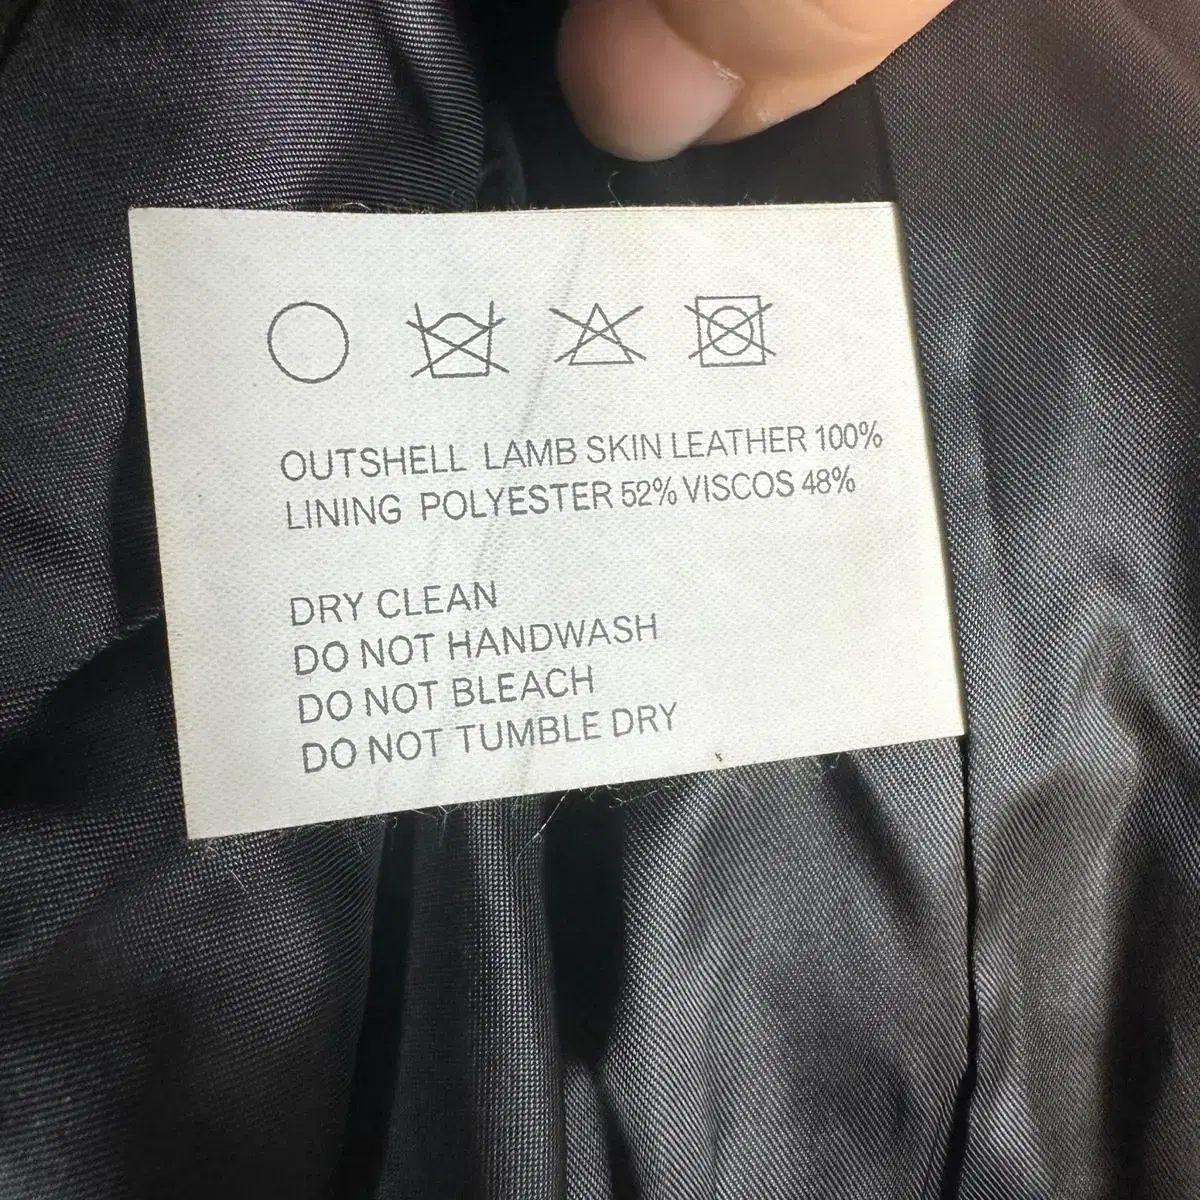 OUTSHELL LAMB SKIN LEATHER 100%
LINING POLYESTER 52% VISCOS 48%
DRY CLEAN
DO NOT HANDWASH
DO NOT BLEACH
DO NOT TUMBLE DRY